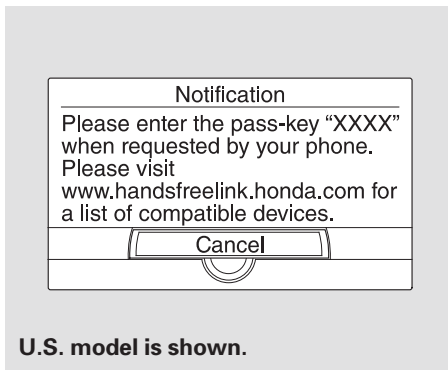 Notification
Please enter the pass-key “XXXX”
when requested by your phone.
Please visit
www.handsfreelink.honda.com for
a list of compatible devices.
Cancel
U.S. model is shown.